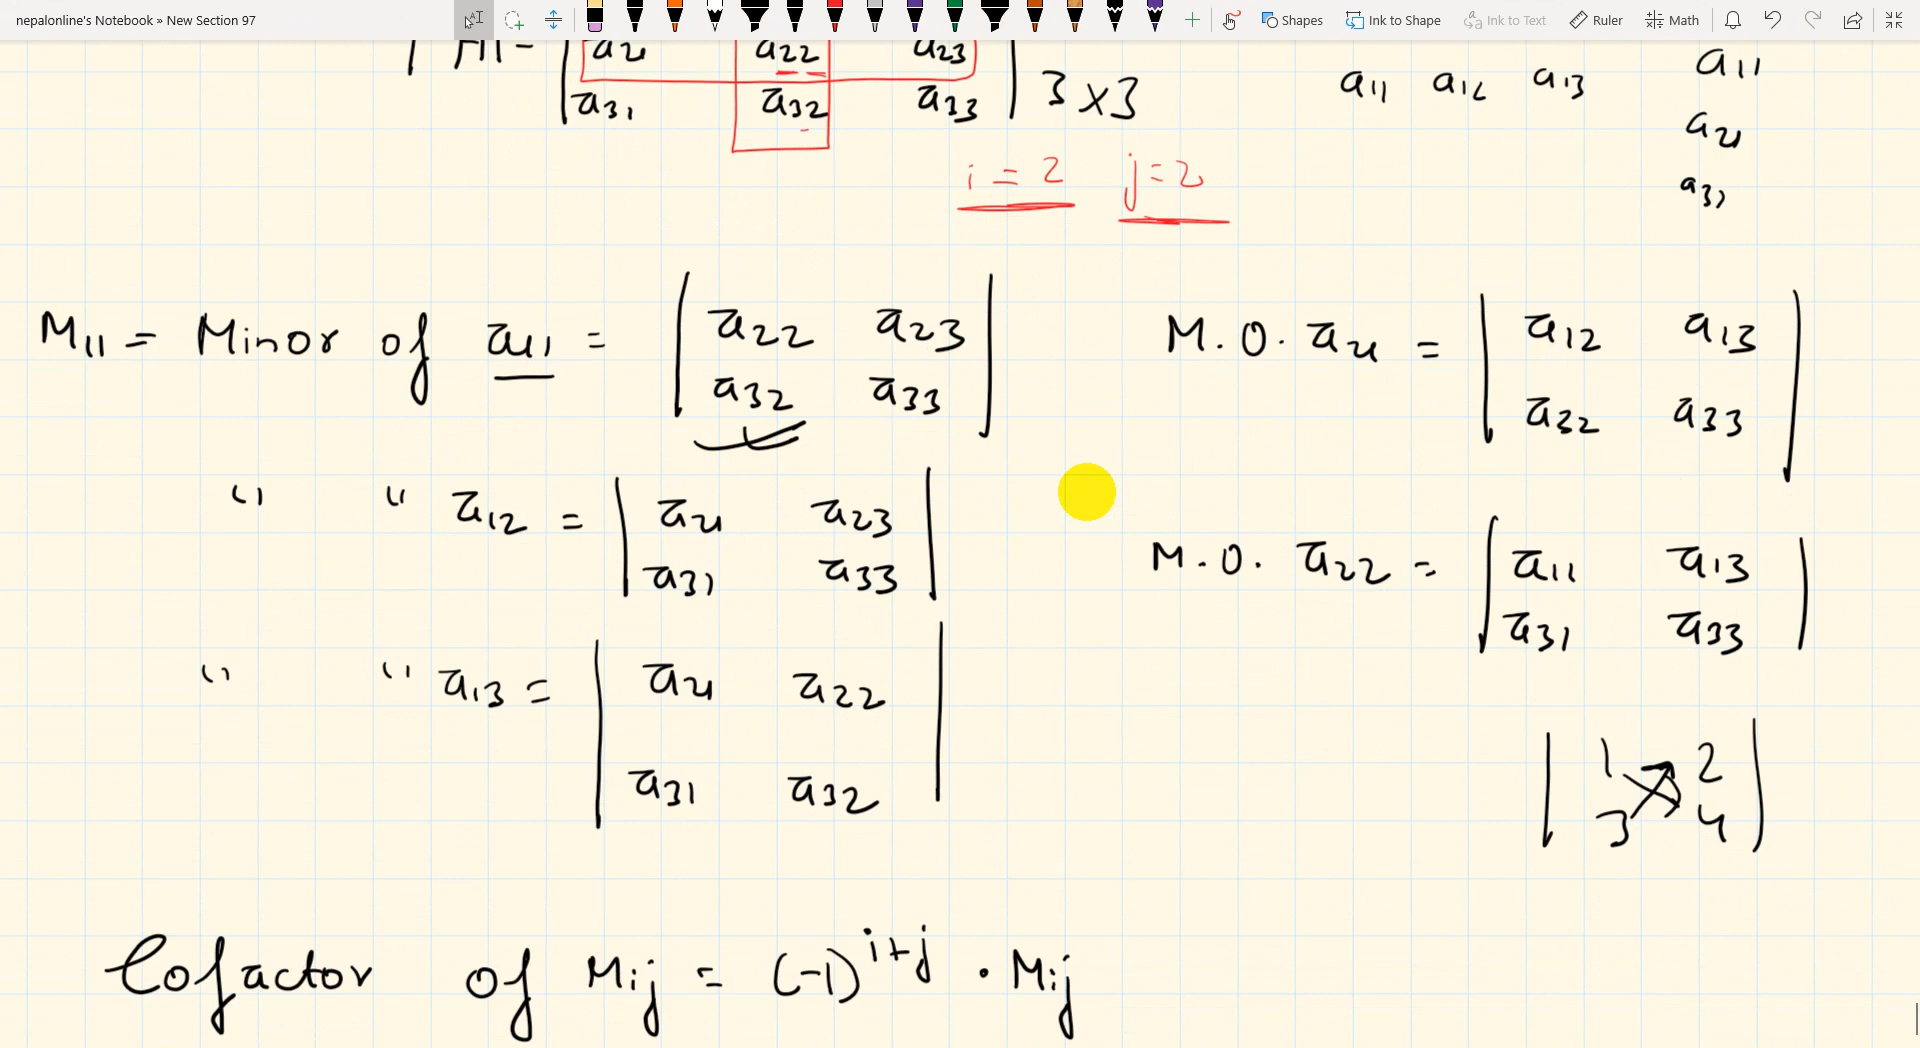 nepalonline's Notebook » New Section 97
Shapes Ink to Shape Ink to Text Ruler Math
a21 a22 a23
a31 a32 a33 3×3
a11 a12 a13
a11
a21
a31
i = 2 j = 2
M11 = Minor of a11 = | a22 a23
a32 a33 |
" " a12 = | a21 a23
a31 a33 |
" " a13 = | a21 a22
a31 a32 |
M.O. a21 = | a12 a13
a32 a33 |
M.O. a22 = | a11 a13
a31 a33 |
| 1 2
3 4 |
Cofactor of Mij = (-1)^i+j · Mij